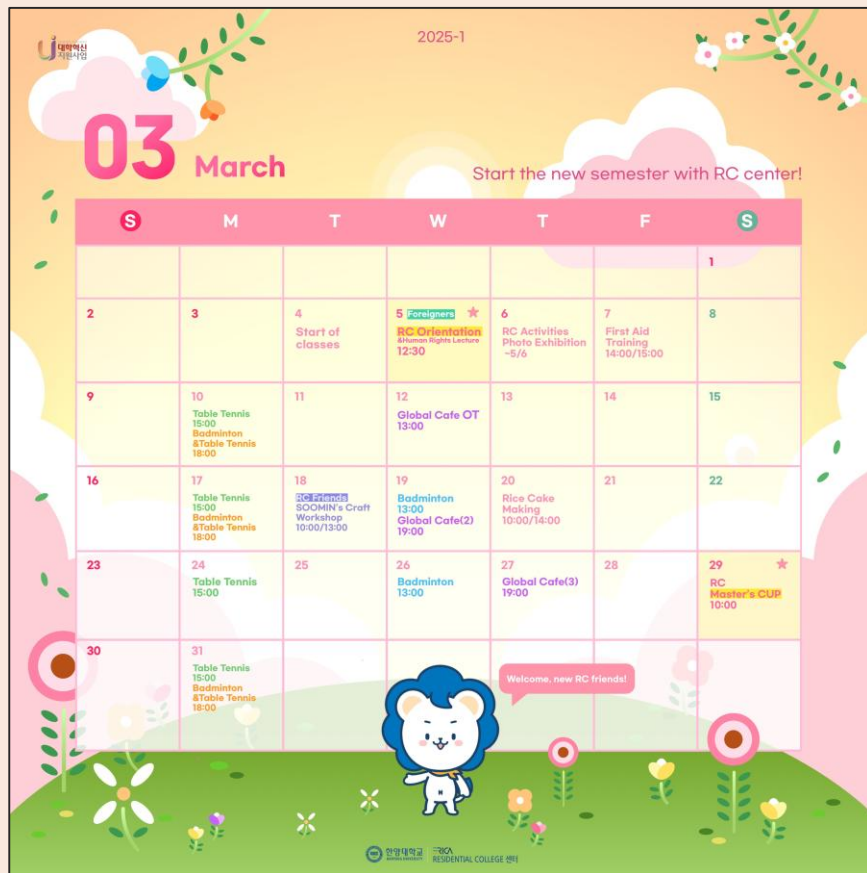 대학혁신
지원사업
2025-1
03 March
Start the new semester with RC center!
S M T W T F S
1
2 3 4 5 Foreigners 6 7 8
Start of
classes
RC Orientation
&Human Rights Lecture
12:30
RC Activities
Photo Exhibition
~5/6
First Aid
Training
14:00/15:00
9 10 11 12 13 14 15
Table Tennis
15:00
Badminton
&Table Tennis
18:00
Global Cafe OT
13:00
16 17 18 19 20 21 22
Table Tennis
15:00
Badminton
&Table Tennis
18:00
RC Friends
SOOMIN's Craft
Workshop
10:00/13:00
Badminton
13:00
Global Cafe(2)
19:00
Rice Cake
Making
10:00/14:00
23 24 25 26 27 28 29
Table Tennis
15:00
Badminton
13:00
Global Cafe(3)
19:00
RC
Master's CUP
10:00
30 31
Table Tennis
15:00
Badminton
&Table Tennis
18:00
Welcome, new RC friends!
한양대학교
HANYANG UNIVERSITY
ERICA
RESIDENTIAL COLLEGE 센터